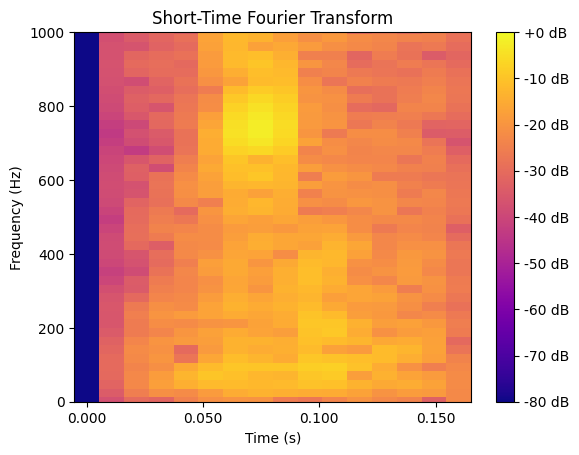 Short-Time Fourier Transform
Frequency (Hz)
1000
800
600
400
200
0
0.000
0.050
0.100
0.150
Time (s)
+0 dB
-10 dB
-20 dB
-30 dB
-40 dB
-50 dB
-60 dB
-70 dB
-80 dB